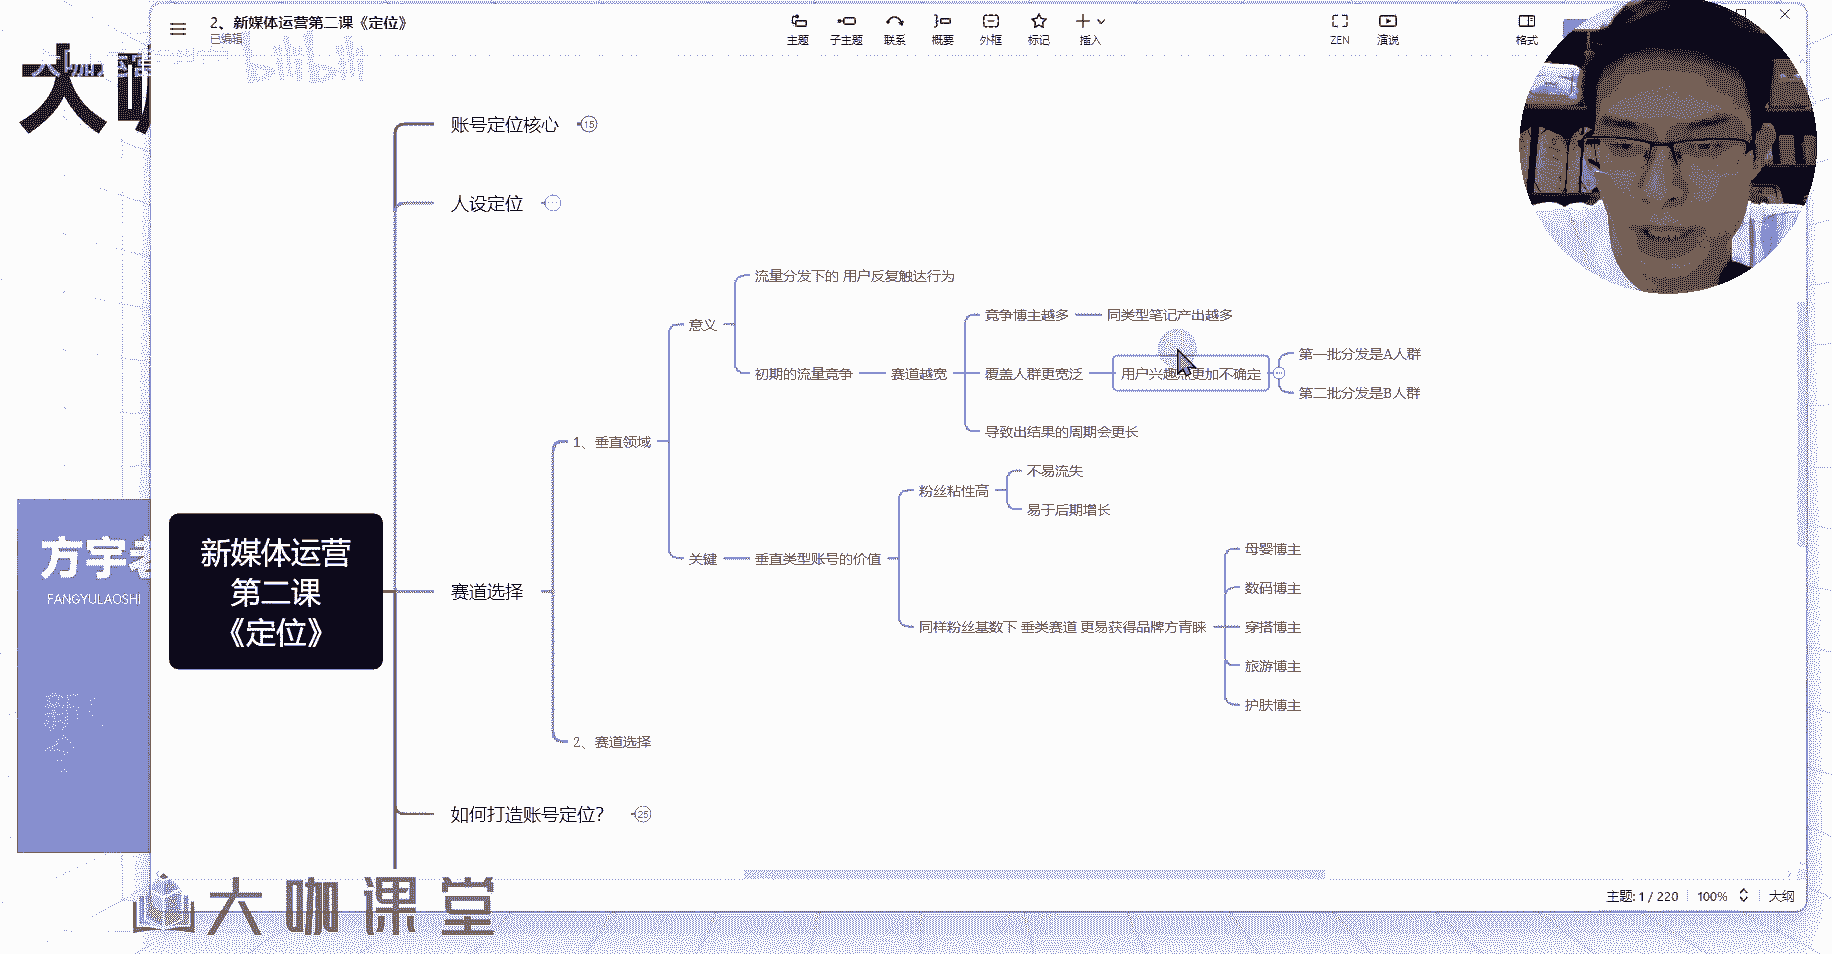 2、新媒体运营第二课《定位》
已编辑
主题
子主题
联系
概要
外框
标记
插入
ZEN
演说
格式
大咖
账号定位核心 15
人设定位
流量分发下的 用户反复触达行为
意义
竞争博主越多 同类型笔记产出越多
初期的流量竞争 赛道越宽 覆盖人群更宽泛
第一批分发是A人群
第二批分发是B人群
导致出结果的周期会更长
1、垂直领域
不易流失
粉丝粘性高
易于后期增长
关键 垂直类型账号的价值
母婴博主
数码博主
同样粉丝基数下 垂类赛道 更易获得品牌方青睐 穿搭博主
旅游博主
护肤博主
新媒体运营
第二课
《定位》
赛道选择
2、赛道选择
如何打造账号定位? 25
方宇老
FANGYULAOSHI
大咖课堂
主题: 1 / 220
100%
大纲